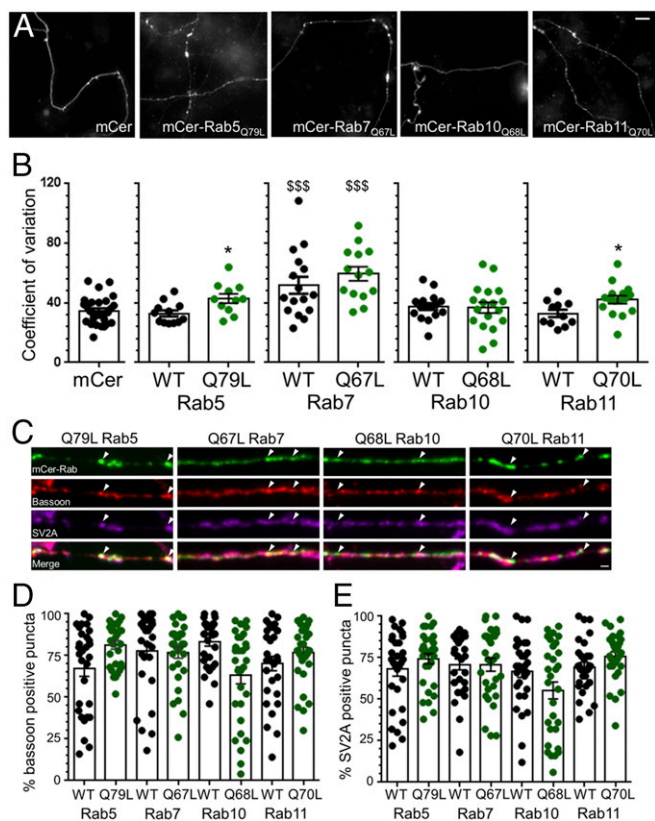 A
mCer
mCer-Rab5Q79L
mCer-Rab7Q67L
mCer-Rab10Q68L
mCer-Rab11Q70L
B
Coefficient of variation
120
80
40
0
* $$$ $$$ *
mCer WT Q79L WT Q67L WT Q68L WT Q70L
Rab5 Rab7 Rab10 Rab11
C
Q79L Rab5 Q67L Rab7 Q68L Rab10 Q70L Rab11
mCer-Rab
Bassoon
SV2A
Merge
D
% bassoon positive puncta
100
75
50
25
0
WT Q79L WT Q67L WT Q68L WT Q70L
Rab5 Rab7 Rab10 Rab11
E
% SV2A positive puncta
100
75
50
25
0
WT Q79L WT Q67L WT Q68L WT Q70L
Rab5 Rab7 Rab10 Rab11